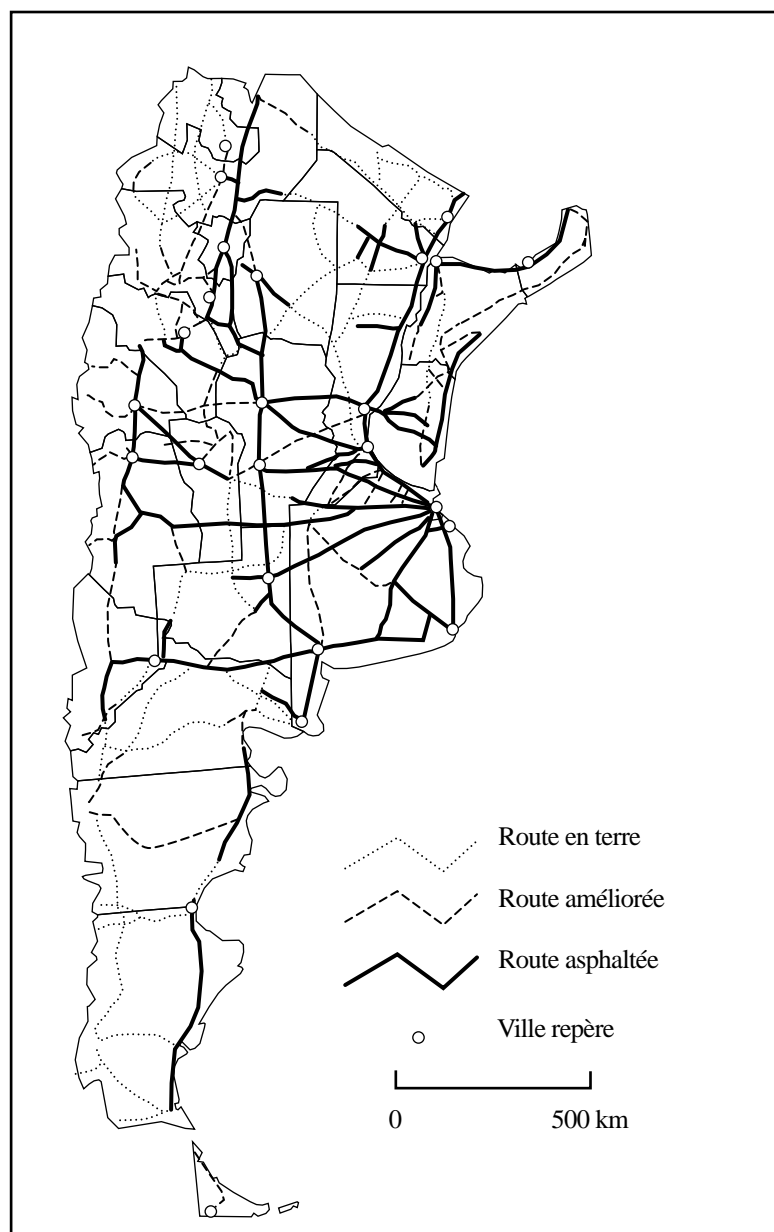 Route en terre
Route améliorée
Route asphaltée
Ville repère
0 500 km